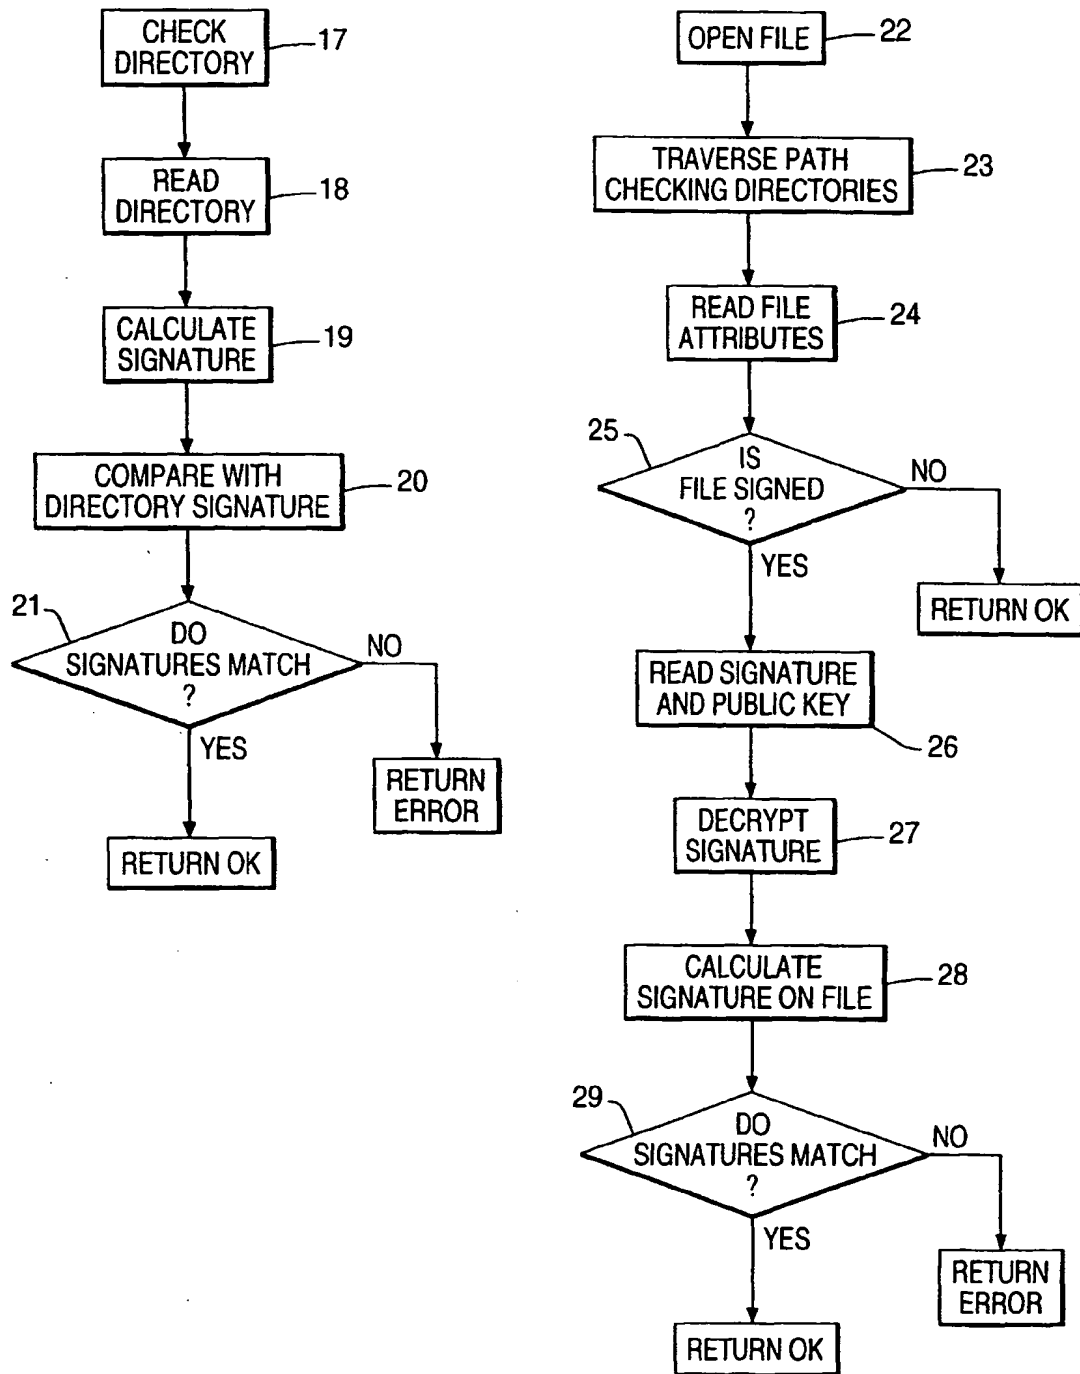 CHECK
DIRECTORY
17
READ
DIRECTORY
18
CALCULATE
SIGNATURE
19
COMPARE WITH
DIRECTORY SIGNATURE
20
21
DO
SIGNATURES MATCH
?
NO
YES
RETURN
ERROR
RETURN OK
OPEN FILE
22
TRAVERSE PATH
CHECKING DIRECTORIES
23
READ FILE
ATTRIBUTES
24
25
IS
FILE SIGNED
?
NO
YES
RETURN OK
READ SIGNATURE
AND PUBLIC KEY
26
DECRYPT
SIGNATURE
27
CALCULATE
SIGNATURE ON FILE
28
29
DO
SIGNATURES MATCH
?
NO
YES
RETURN
ERROR
RETURN OK